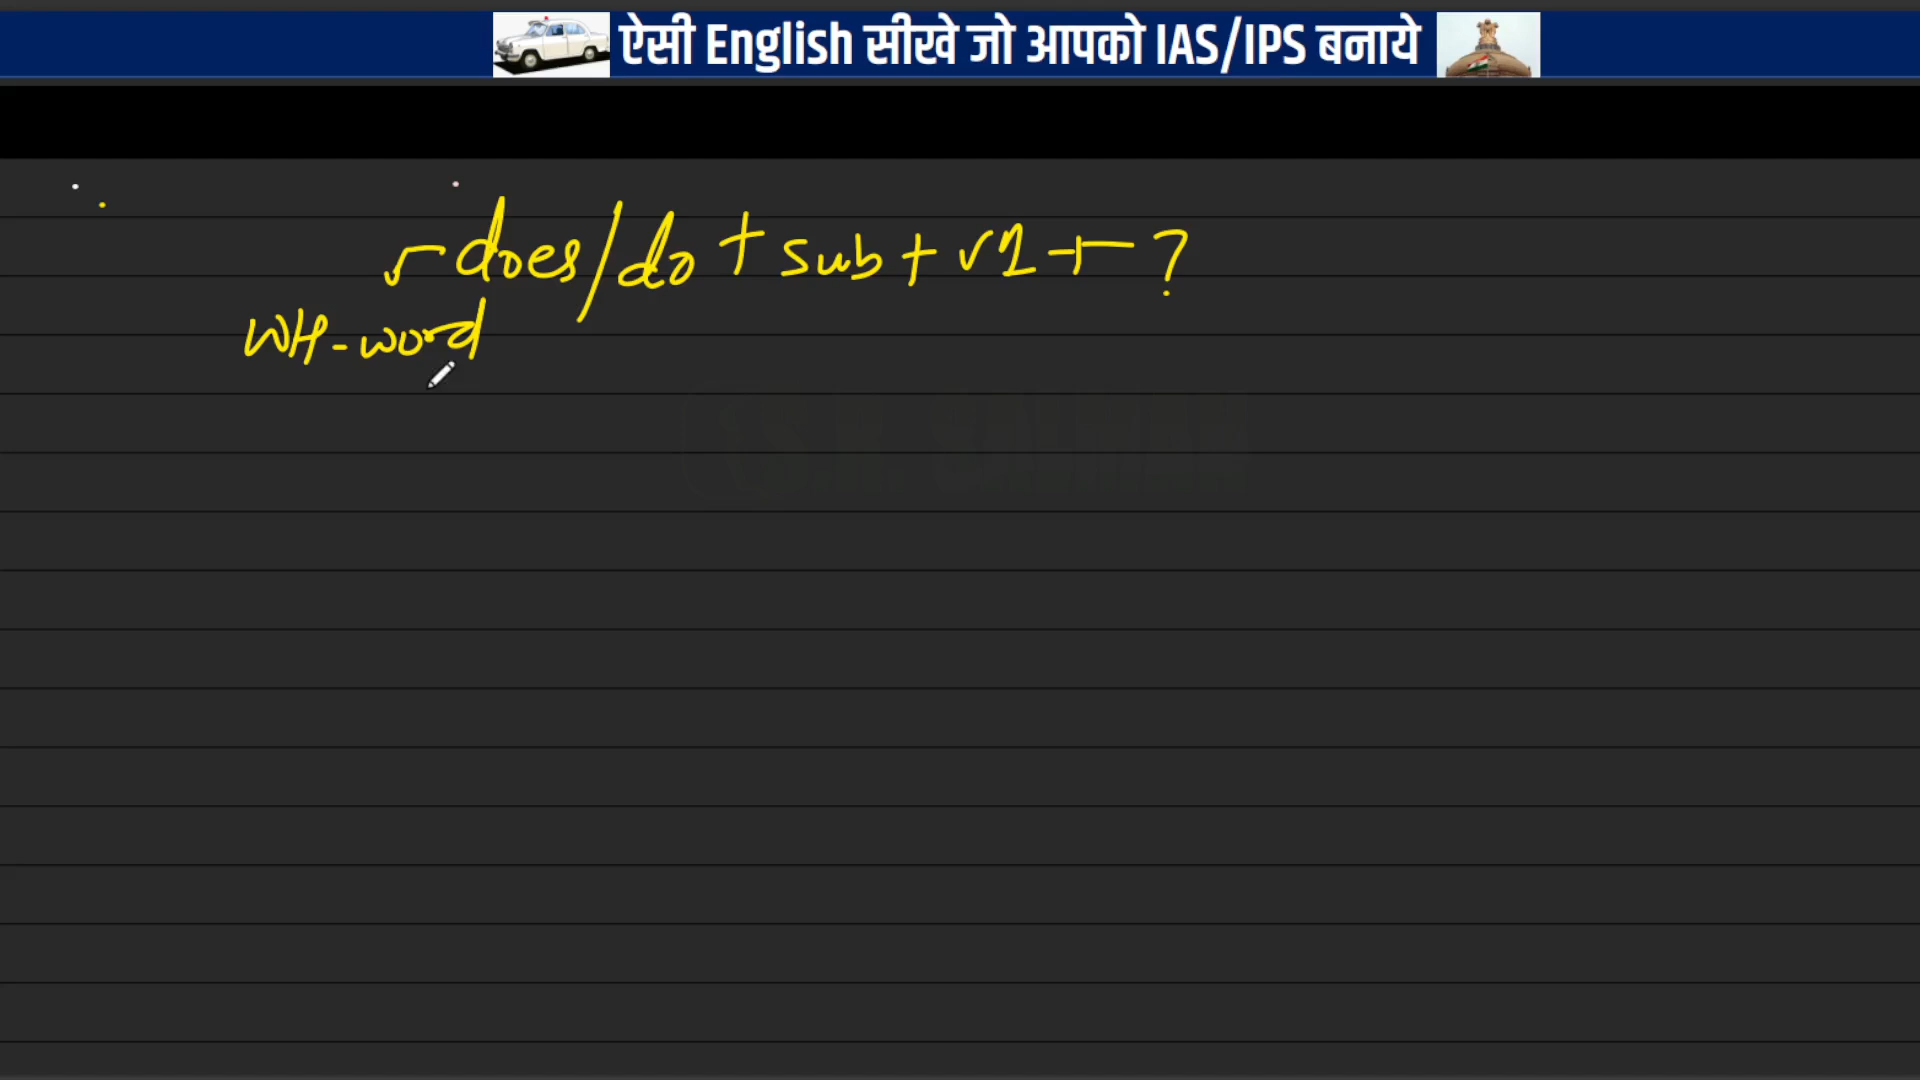 ऐसी English सीखे जो आपको IAS/IPS बनाये
does/do + sub + v1 + — ?
WH-word